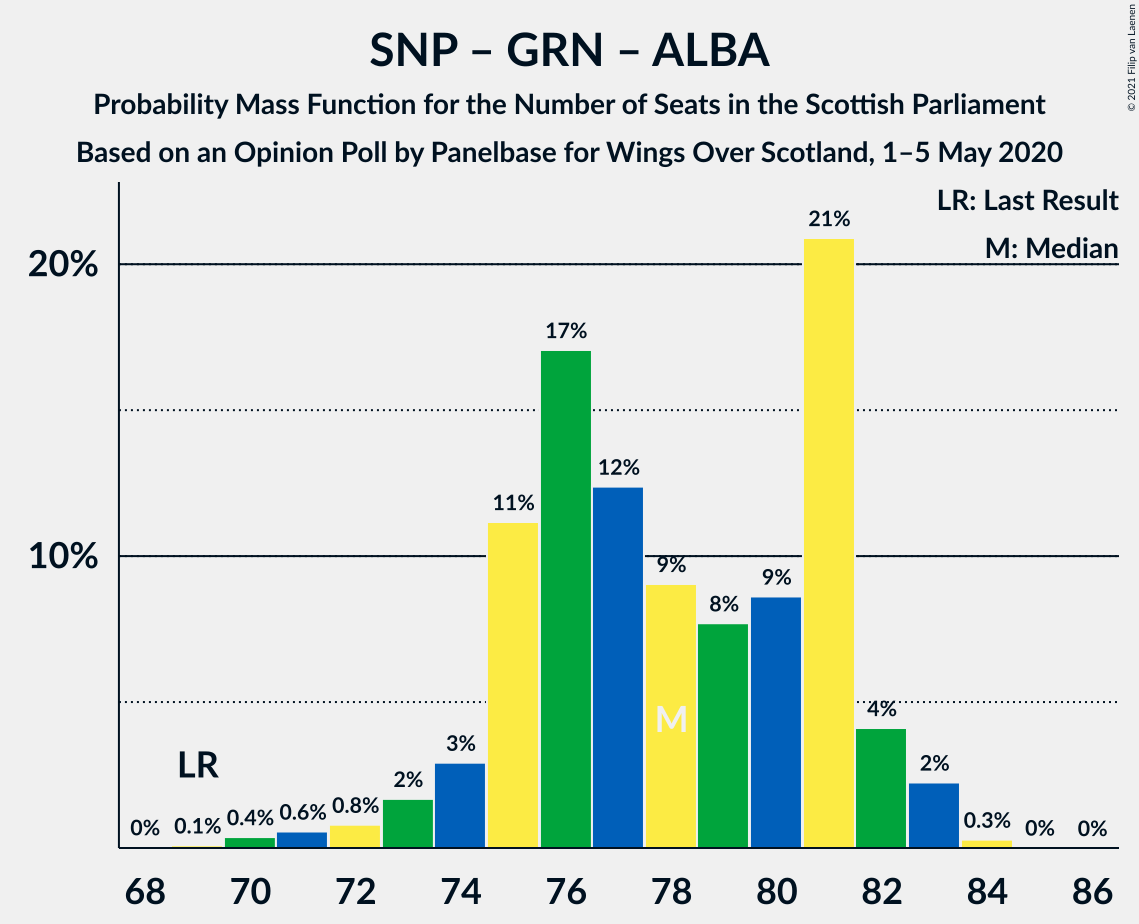 SNP – GRN – ALBA
Probability Mass Function for the Number of Seats in the Scottish Parliament
Based on an Opinion Poll by Panelbase for Wings Over Scotland, 1–5 May 2020
© 2021 Filip van Laenen
LR: Last Result
M: Median
20%
10%
0%
0.1%
0.4%
0.6%
0.8%
2%
3%
11%
17%
12%
9%
8%
9%
21%
4%
2%
0.3%
0%
0%
LR
M
68 70 72 74 76 78 80 82 84 86